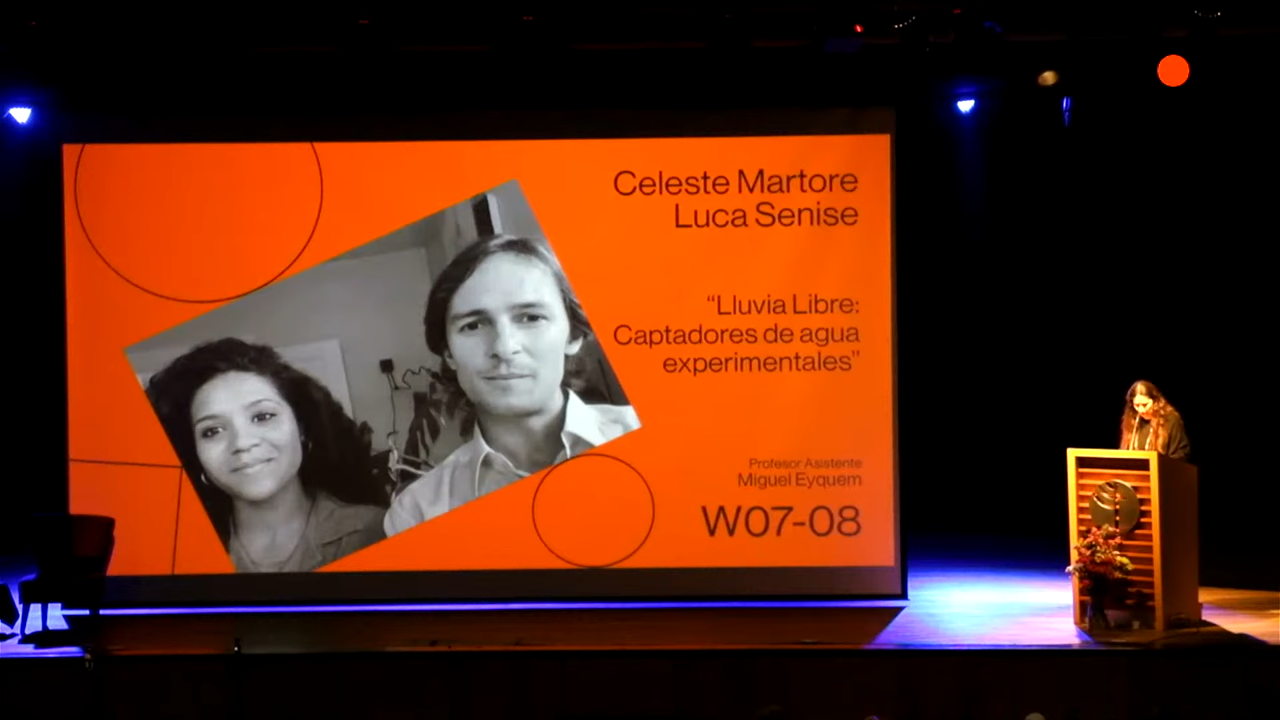 Celeste Martore
Luca Senise
“Lluvia Libre:
Captadores de agua
experimentales”
Profesor Asistente
Miguel Eyquem
W07-08